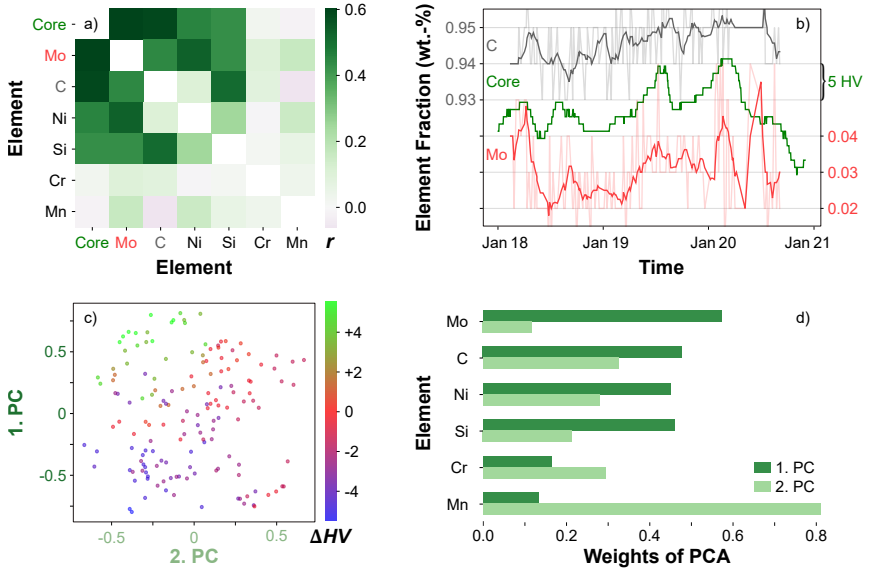 a)
Element
Core
Mo
C
Ni
Si
Cr
Mn
Core Mo C Ni Si Cr Mn
Element
0.6
0.4
0.2
0.0
r
b)
Element Fraction (wt.-%)
0.95
0.94
0.93
C
Core
Mo
5 HV
0.04
0.03
0.02
Jan 18 Jan 19 Jan 20 Jan 21
Time
c)
1. PC
0.5
0
-0.5
-0.5 0 0.5
2. PC
+4
+2
0
-2
-4
ΔHV
d)
Element
Mo
C
Ni
Si
Cr
Mn
1. PC
2. PC
0.0 0.2 0.4 0.6 0.8
Weights of PCA